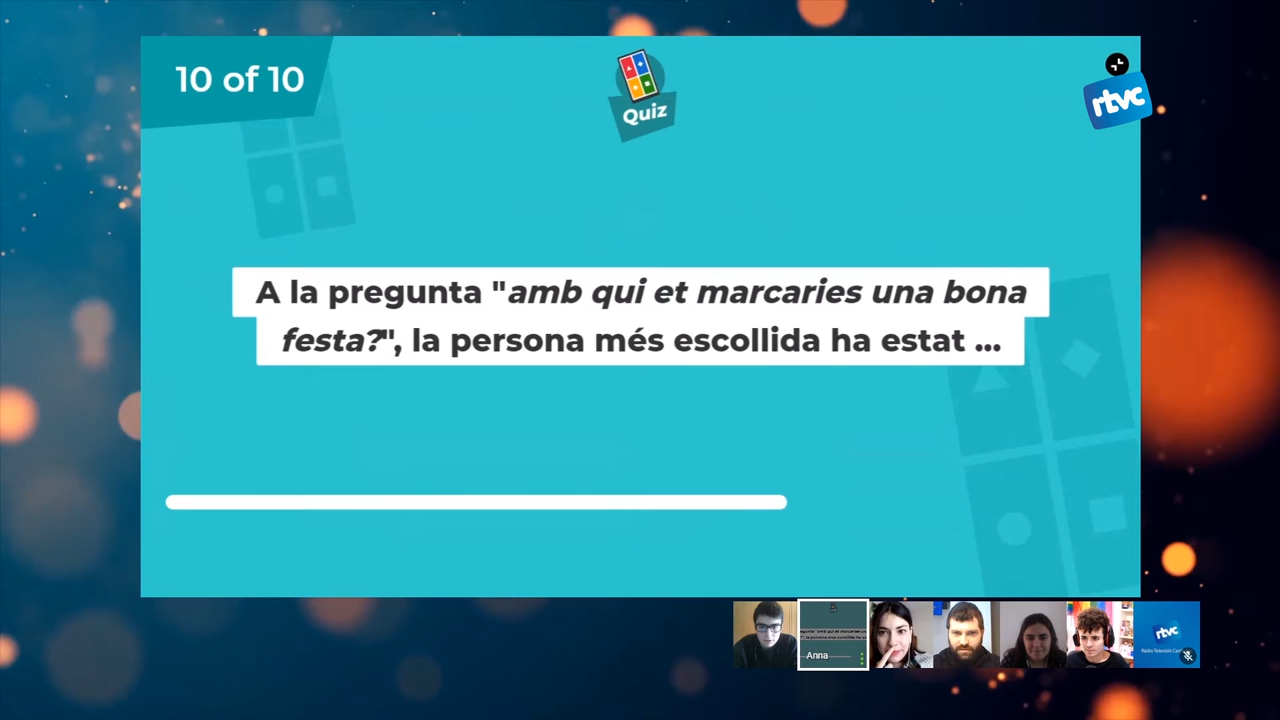 10 of 10
Quiz
rtvc
A la pregunta "amb qui et marcaries una bona
festa?", la persona més escollida ha estat ...
Anna
rtvc